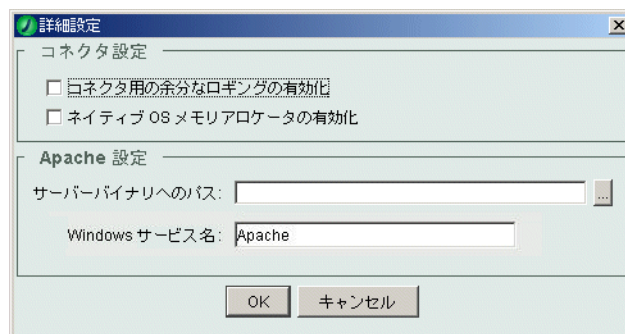 詳細設定
コネクタ設定
コネクタ用の余分なロギングの有効化
ネイティブ OS メモリアロケータの有効化
Apache 設定
サーバーバイナリへのパス:
...
Windows サービス名: Apache
OK キャンセル